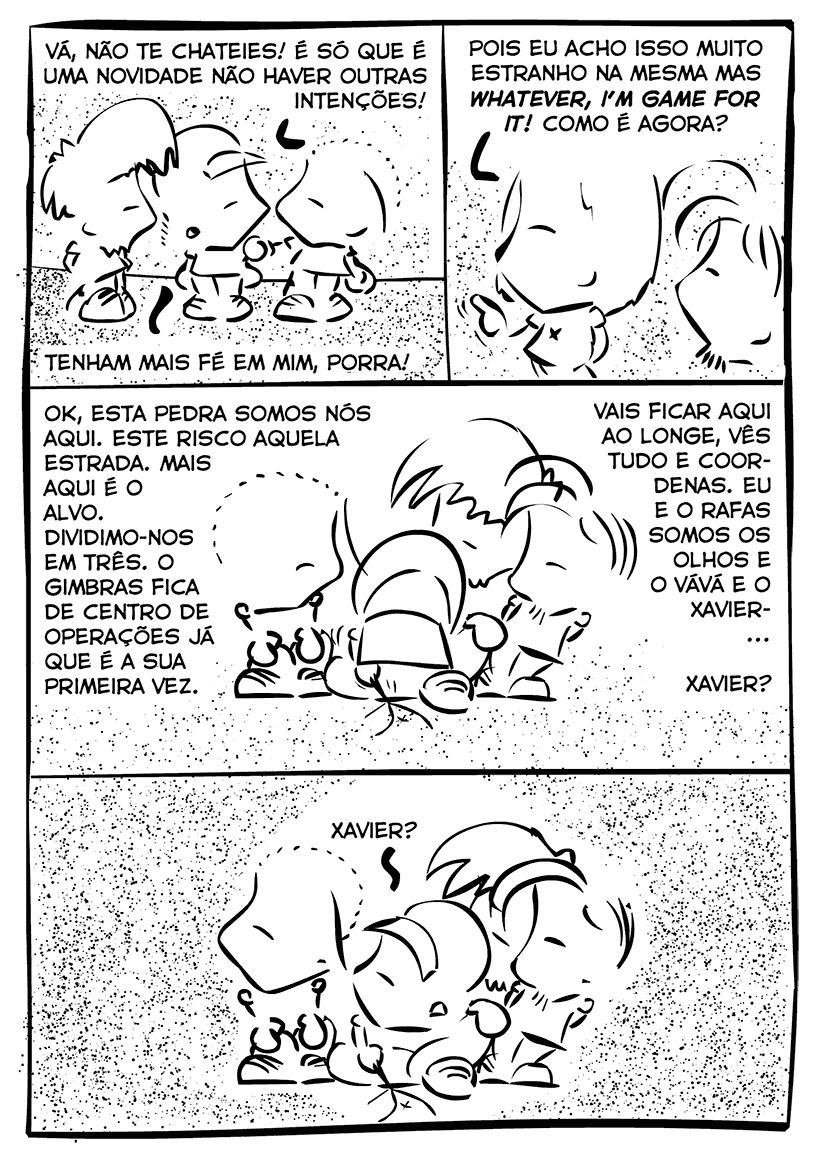 VÁ, NÃO TE CHATEIES! É SÓ QUE É
UMA NOVIDADE NÃO HAVER OUTRAS
INTENÇÕES!
TENHAM MAIS FÉ EM MIM, PORRA!
POIS EU ACHO ISSO MUITO
ESTRANHO NA MESMA MAS
WHATEVER, I'M GAME FOR
IT! COMO É AGORA?
OK, ESTA PEDRA SOMOS NÓS
AQUI. ESTE RISCO AQUELA
ESTRADA. MAIS
AQUI É O
ALVO.
DIVIDIMO-NOS
EM TRÊS. O
GIMBRAS FICA
DE CENTRO DE
OPERAÇÕES JÁ
QUE É A SUA
PRIMEIRA VEZ.
VAIS FICAR AQUI
AO LONGE, VÊS
TUDO E COOR-
DENAS. EU
E O RAFAS
SOMOS OS
OLHOS E
O VÁVÁ E O
XAVIER-
...
XAVIER?
XAVIER?